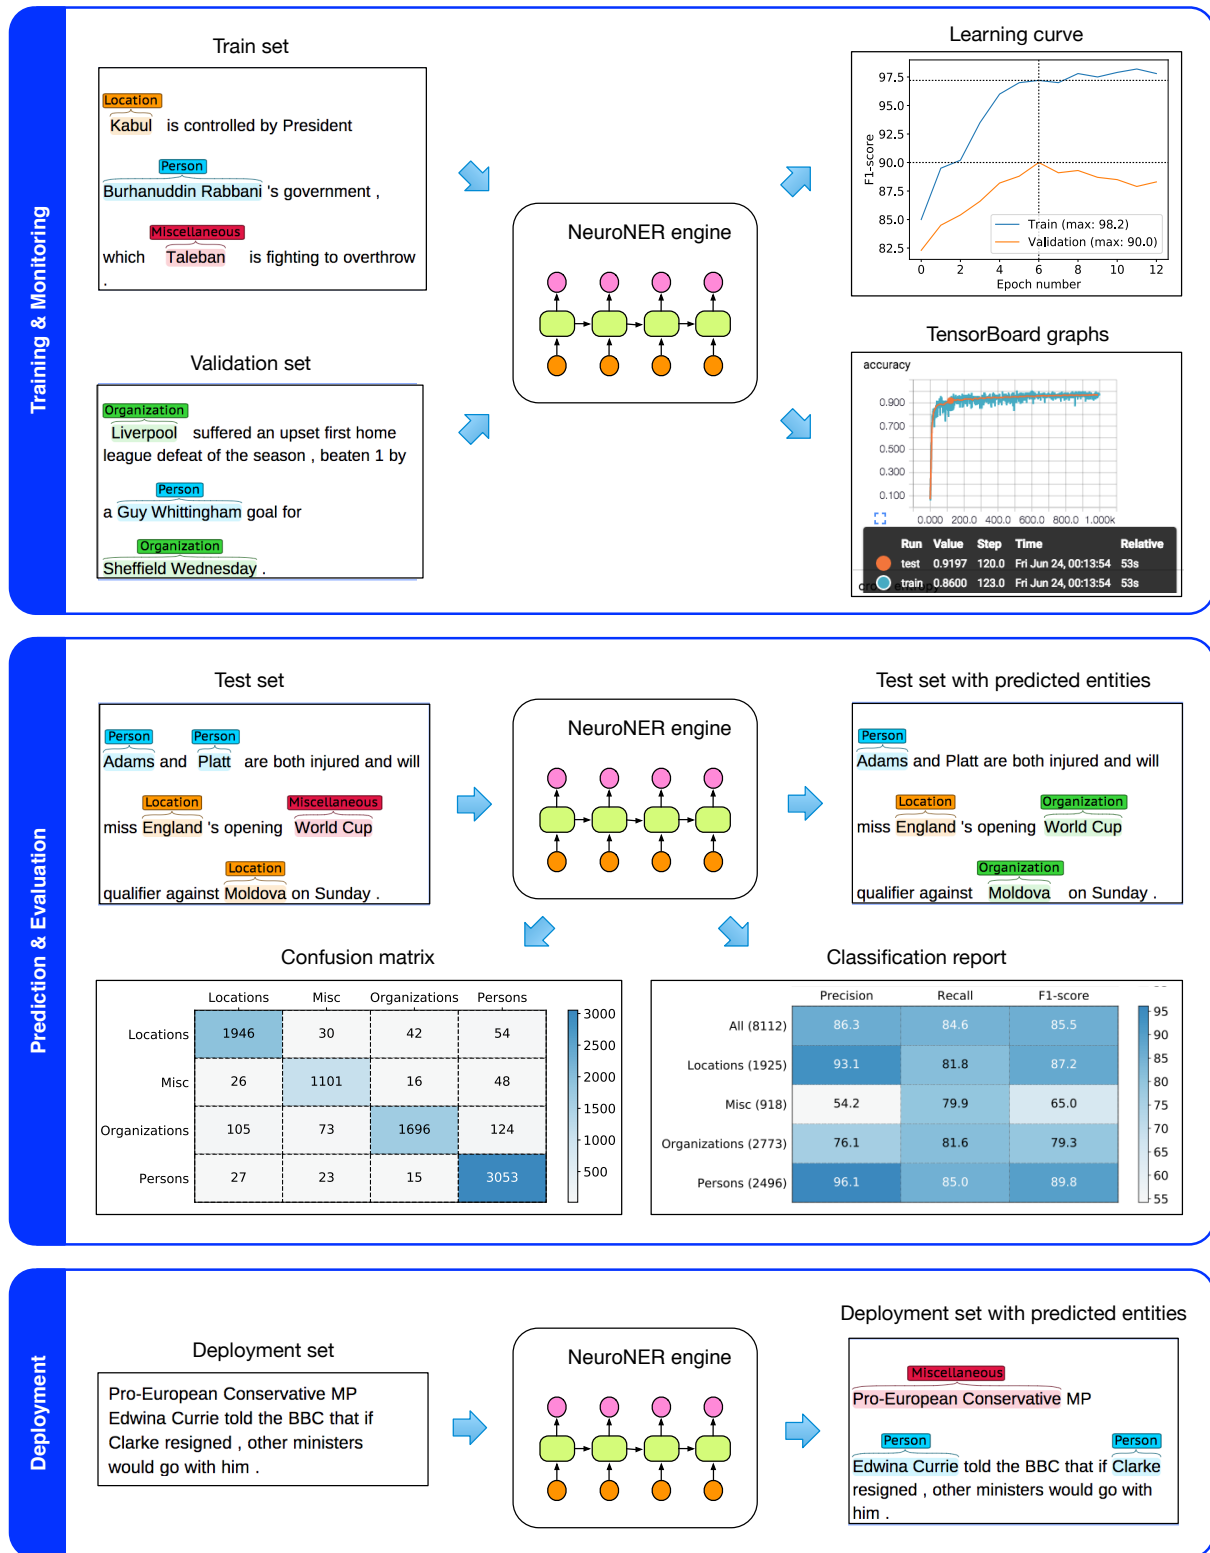 Training & Monitoring
Train set
Location
Kabul is controlled by President
Person
Burhanuddin Rabbani 's government ,
Miscellaneous
which Taleban is fighting to overthrow
.
Validation set
Organization
Liverpool suffered an upset first home
league defeat of the season , beaten 1 by
Person
a Guy Whittingham goal for
Organization
Sheffield Wednesday .
NeuroNER engine
Learning curve
97.5
95.0
92.5
90.0
87.5
85.0
82.5
F1-score
Train (max: 98.2)
Validation (max: 90.0)
0 2 4 6 8 10 12
Epoch number
TensorBoard graphs
accuracy
0.900
0.700
0.500
0.300
0.100
0.000 200.0 400.0 600.0 800.0 1.000k
Run Value Step Time Relative
test 0.9197 120.0 Fri Jun 24, 00:13:54 53s
train 0.8600 123.0 Fri Jun 24, 00:13:54 53s
Prediction & Evaluation
Test set
Person Person
Adams and Platt are both injured and will
Location Miscellaneous
miss England 's opening World Cup
Location
qualifier against Moldova on Sunday .
NeuroNER engine
Test set with predicted entities
Person
Adams and Platt are both injured and will
Location Organization
miss England 's opening World Cup
Organization
qualifier against Moldova on Sunday .
Confusion matrix
Locations Misc Organizations Persons
Locations 1946 30 42 54
Misc 26 1101 16 48
Organizations 105 73 1696 124
Persons 27 23 15 3053
3000
2500
2000
1500
1000
500
Classification report
Precision Recall F1-score
All (8112) 86.3 84.6 85.5
Locations (1925) 93.1 81.8 87.2
Misc (918) 54.2 79.9 65.0
Organizations (2773) 76.1 81.6 79.3
Persons (2496) 96.1 85.0 89.8
95
90
85
80
75
70
65
60
55
Deployment
Deployment set
Pro-European Conservative MP
Edwina Currie told the BBC that if
Clarke resigned , other ministers
would go with him .
NeuroNER engine
Deployment set with predicted entities
Miscellaneous
Pro-European Conservative MP
Person Person
Edwina Currie told the BBC that if Clarke
resigned , other ministers would go with
him .